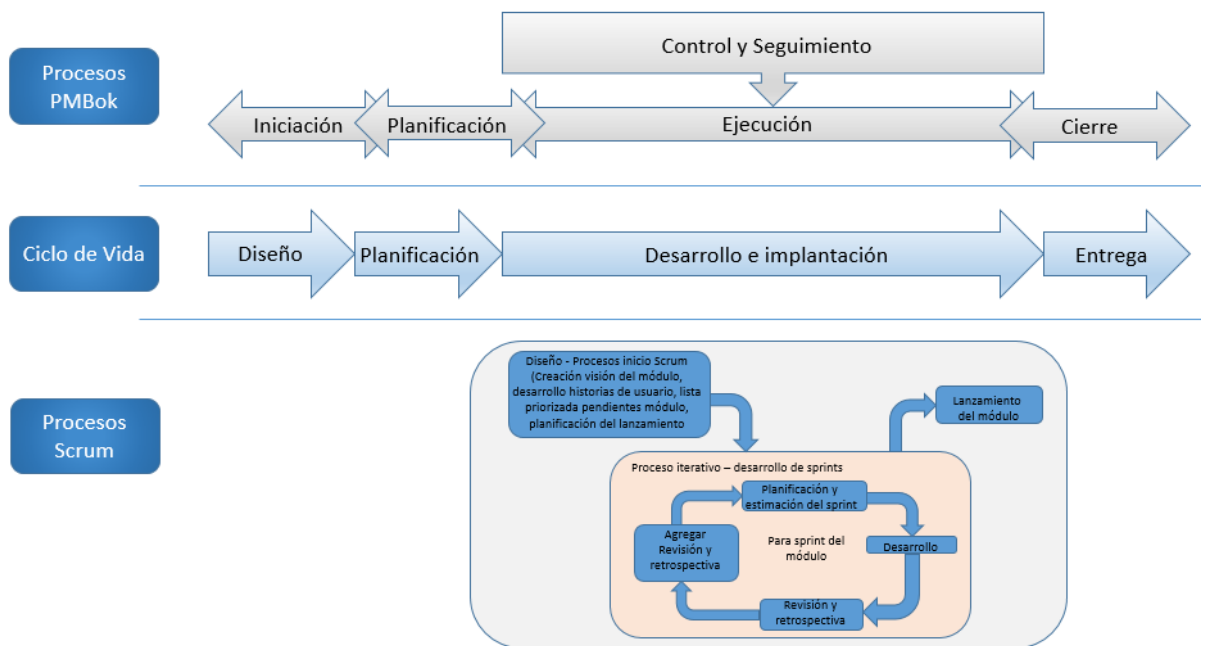 Control y Seguimiento
Procesos
PMBok
Iniciación
Planificación
Ejecución
Cierre
Ciclo de Vida
Diseño
Planificación
Desarrollo e implantación
Entrega
Procesos
Scrum
Diseño - Procesos inicio Scrum
(Creación visión del módulo,
desarrollo historias de usuario, lista
priorizada pendientes módulo,
planificación del lanzamiento
Lanzamiento
del módulo
Proceso iterativo – desarrollo de sprints
Planificación y
estimación del sprint
Agregar
Revisión y
retrospectiva
Para sprint del
módulo
Desarrollo
Revisión y
retrospectiva